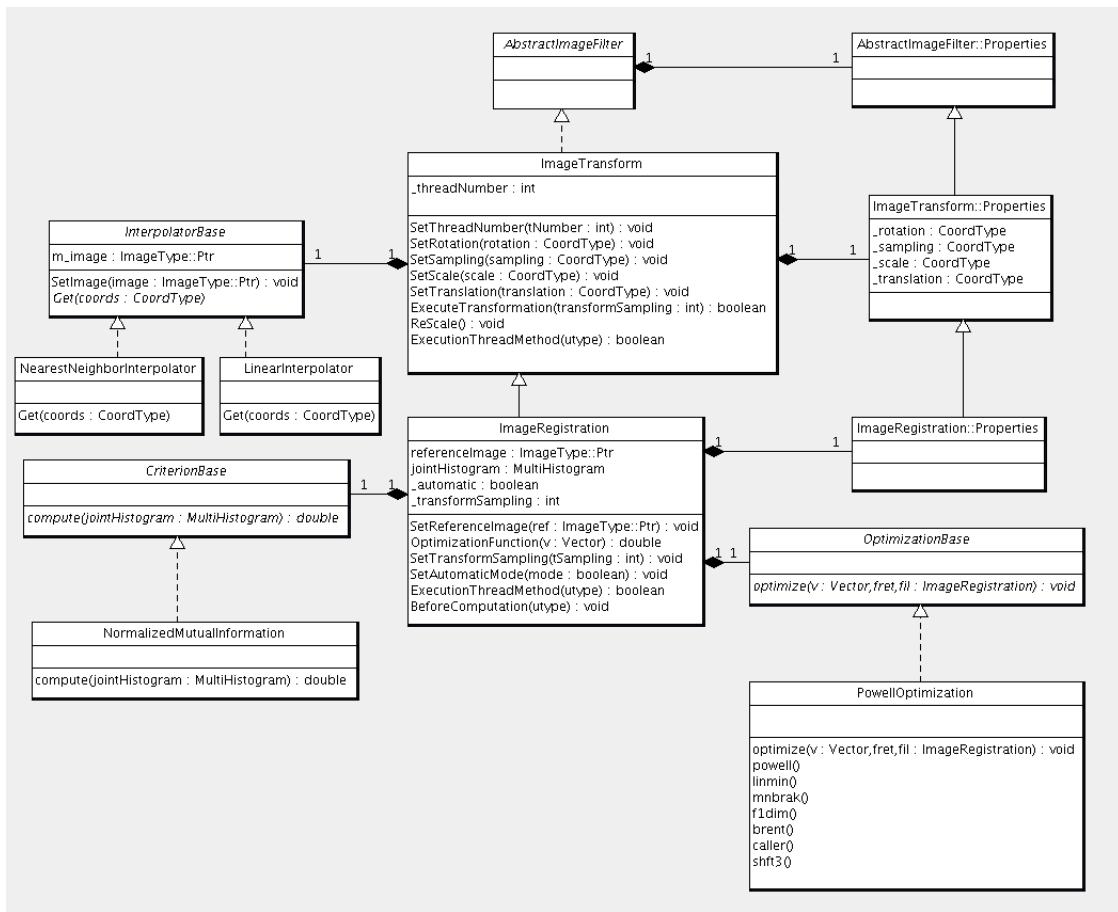 AbstractImageFilter
1
1
AbstractImageFilter::Properties
ImageTransform
_threadNumber : int
SetThreadNumber(tNumber : int) : void
SetRotation(rotation : CoordType) : void
SetSampling(sampling : CoordType) : void
SetScale(scale : CoordType) : void
SetTranslation(translation : CoordType) : void
ExecuteTransformation(transformSampling : int) : boolean
ReScale() : void
ExecutionThreadMethod(utype) : boolean
1
1
ImageTransform::Properties
_rotation : CoordType
_sampling : CoordType
_scale : CoordType
_translation : CoordType
InterpolatorBase
m_image : ImageType::Ptr
SetImage(image : ImageType::Ptr) : void
Get(coords : CoordType)
1
1
NearestNeighborInterpolator
Get(coords : CoordType)
LinearInterpolator
Get(coords : CoordType)
ImageRegistration
referenceImage : ImageType::Ptr
jointHistogram : MultiHistogram
_automatic : boolean
_transformSampling : int
SetReferenceImage(ref : ImageType::Ptr) : void
OptimizationFunction(v : Vector) : double
SetTransformSampling(tSampling : int) : void
SetAutomaticMode(mode : boolean) : void
ExecutionThreadMethod(utype) : boolean
BeforeComputation(utype) : void
1
1
ImageRegistration::Properties
CriterionBase
compute(jointHistogram : MultiHistogram) : double
1
1
NormalizedMutualInformation
compute(jointHistogram : MultiHistogram) : double
1
1
OptimizationBase
optimize(v : Vector,fret,fil : ImageRegistration) : void
PowellOptimization
optimize(v : Vector,fret,fil : ImageRegistration) : void
powell()
linmin()
mnbrak()
f1dim()
brent()
caller()
shft3()